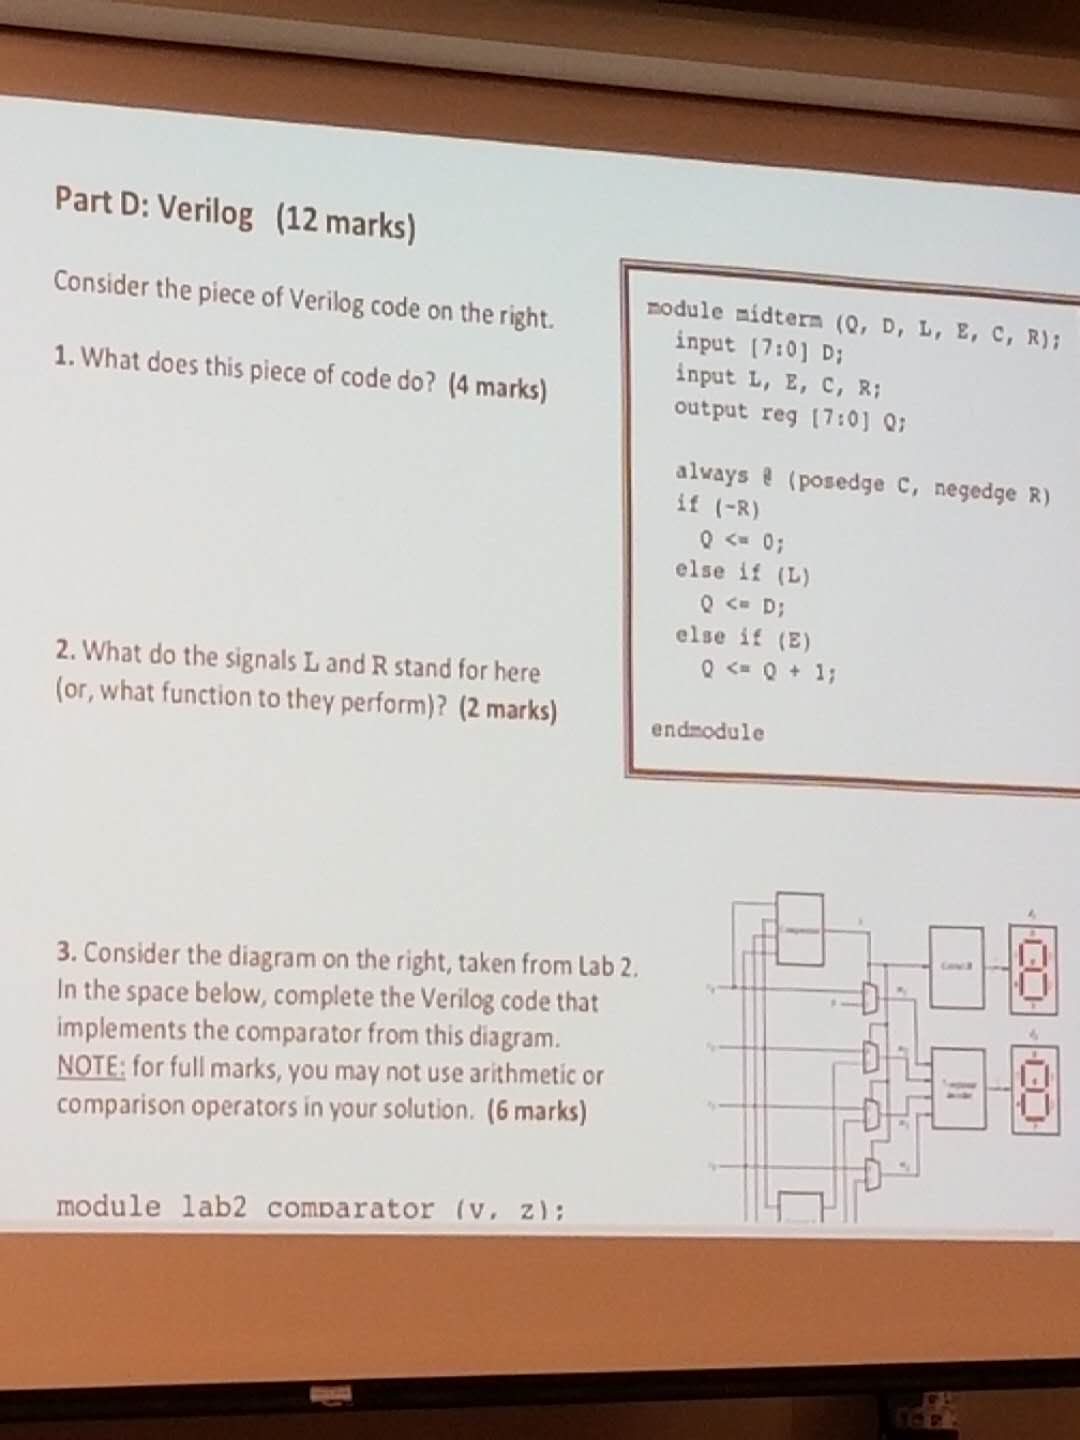 Part D: Verilog (12 marks)
Consider the piece of Verilog code on the right.
1. What does this piece of code do? (4 marks)
module midterm (Q, D, L, E, C, R);
input [7:0] D;
input L, E, C, R;
output reg [7:0] Q;
always @ (posedge C, negedge R)
if (~R)
Q <= 0;
else if (L)
Q <= D;
else if (E)
Q <= Q + 1;
endmodule
2. What do the signals L and R stand for here
(or, what function to they perform)? (2 marks)
3. Consider the diagram on the right, taken from Lab 2.
In the space below, complete the Verilog code that
implements the comparator from this diagram.
NOTE: for full marks, you may not use arithmetic or
comparison operators in your solution. (6 marks)
module lab2 comparator (v, z);